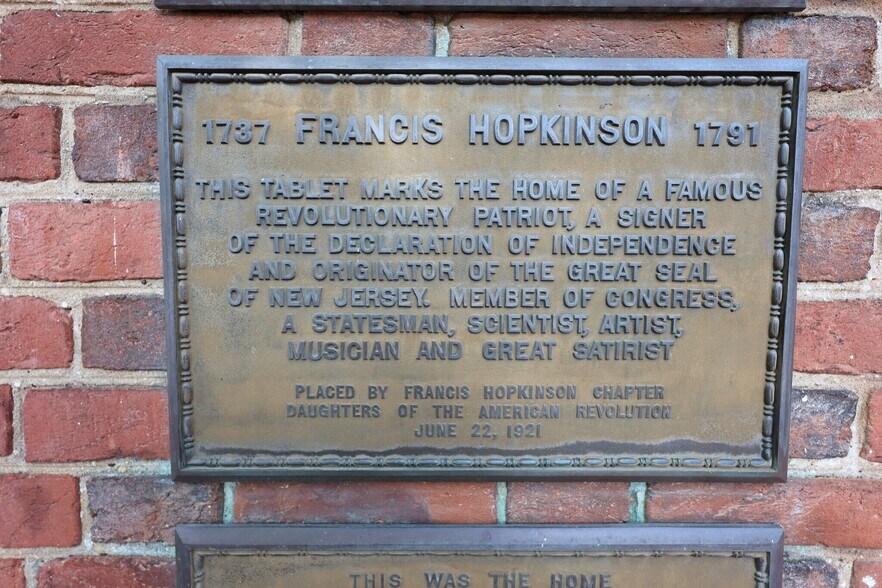 1737 FRANCIS HOPKINSON 1791
THIS TABLET MARKS THE HOME OF A FAMOUS
REVOLUTIONARY PATRIOT, A SIGNER
OF THE DECLARATION OF INDEPENDENCE
AND ORIGINATOR OF THE GREAT SEAL
OF NEW JERSEY. MEMBER OF CONGRESS,
A STATESMAN, SCIENTIST, ARTIST,
MUSICIAN AND GREAT SATIRIST
PLACED BY FRANCIS HOPKINSON CHAPTER
DAUGHTERS OF THE AMERICAN REVOLUTION
JUNE 22, 1921
THIS WAS THE HOME